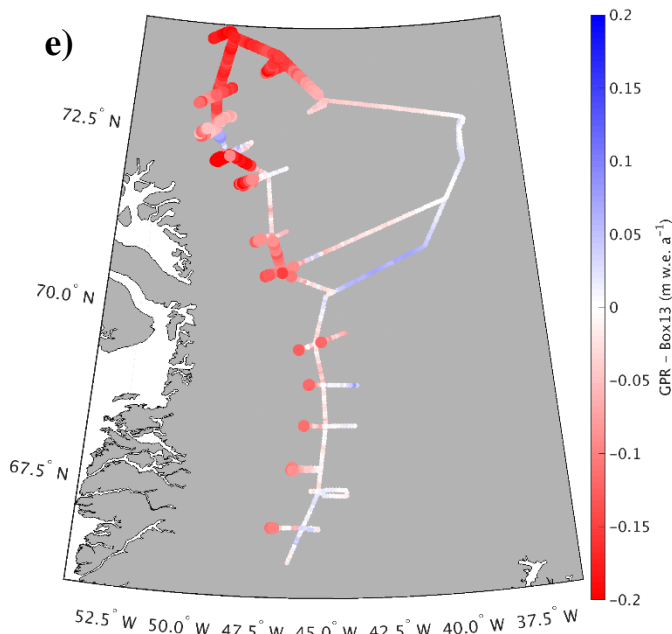 e)
72.5° N
70.0° N
67.5° N
52.5° W 50.0° W 47.5° W 45.0° W 42.5° W 40.0° W 37.5° W
0.2
0.15
0.1
0.05
0
-0.05
-0.1
-0.15
-0.2
GPR - Box13 (m w.e. a⁻¹)